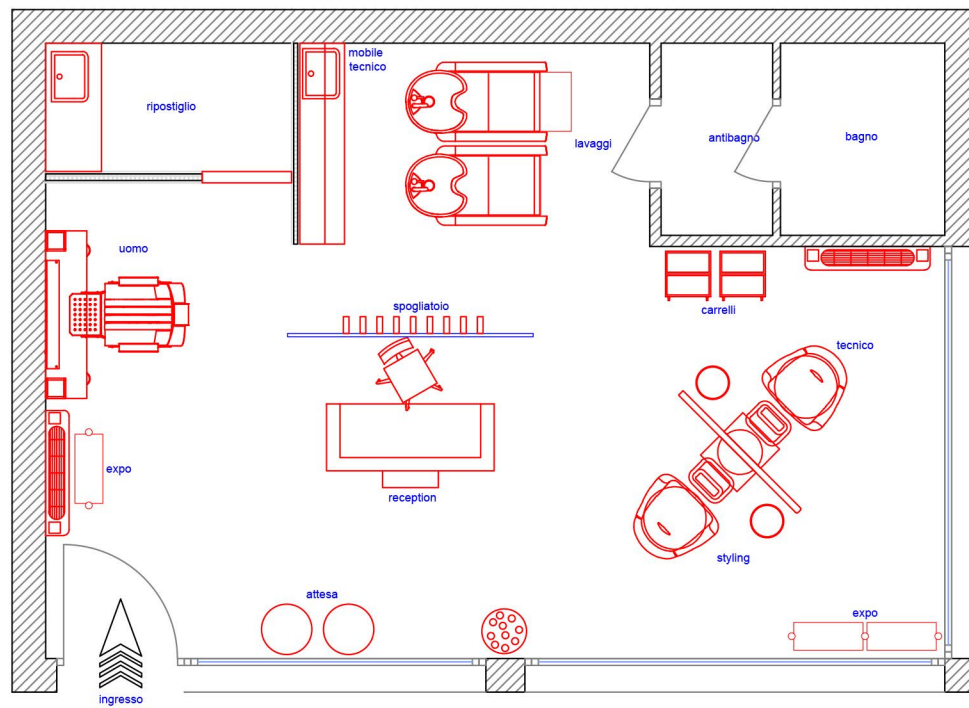 mobile
tecnico
ripostiglio
lavaggi
antibagno
bagno
uomo
spogliatoio
carrelli
tecnico
expo
reception
styling
attesa
expo
ingresso